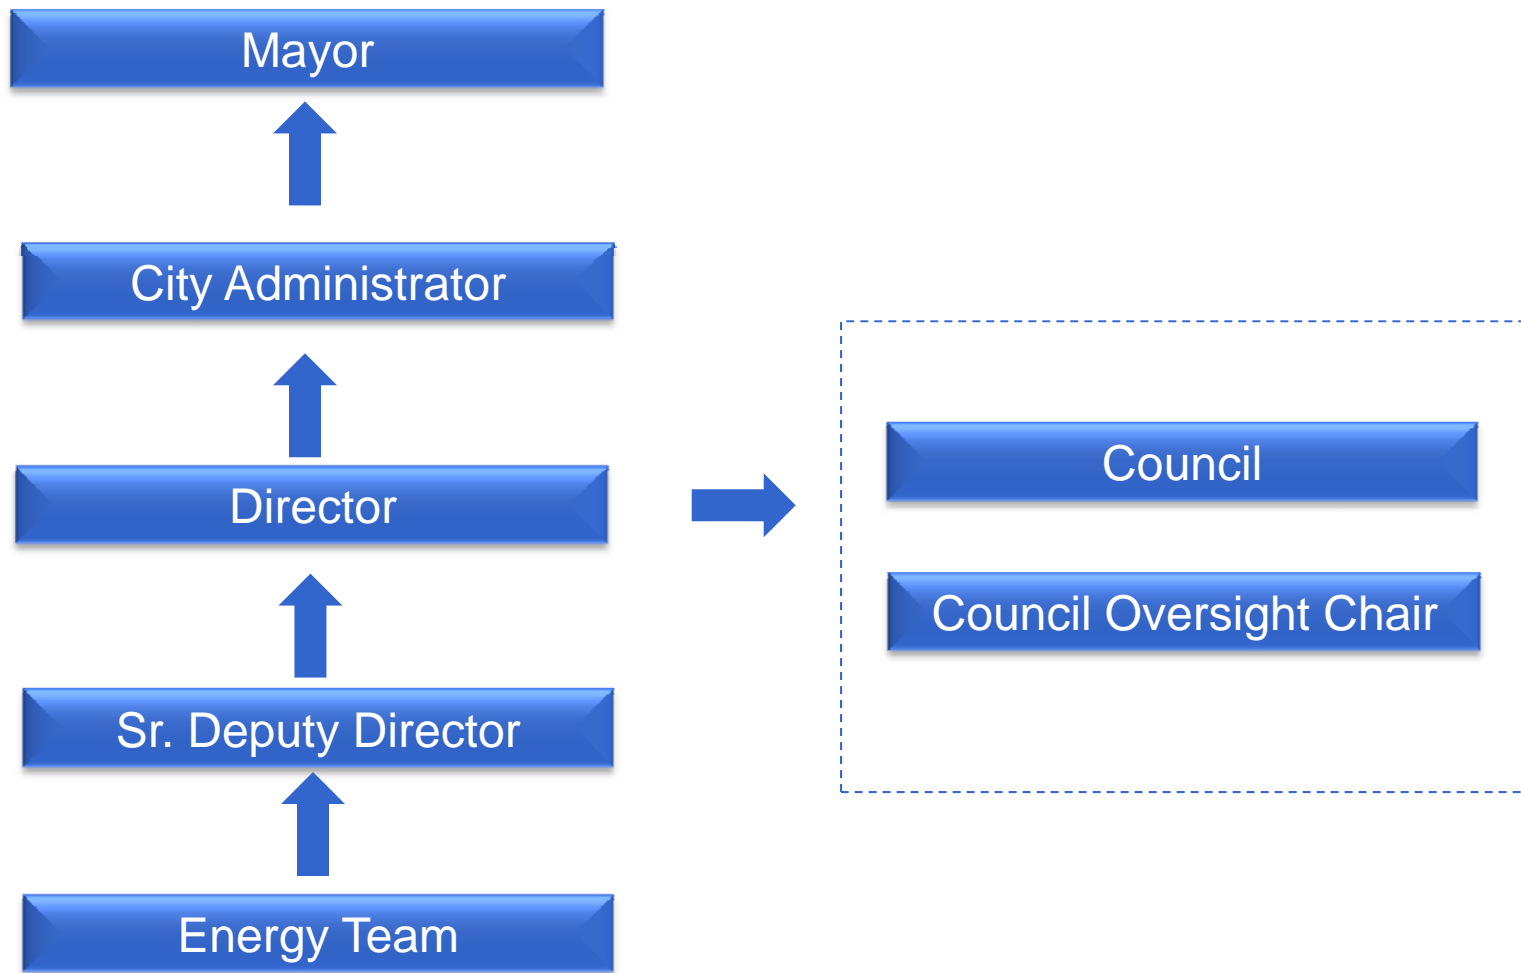 Mayor
City Administrator
Director
Sr. Deputy Director
Energy Team
Council
Council Oversight Chair